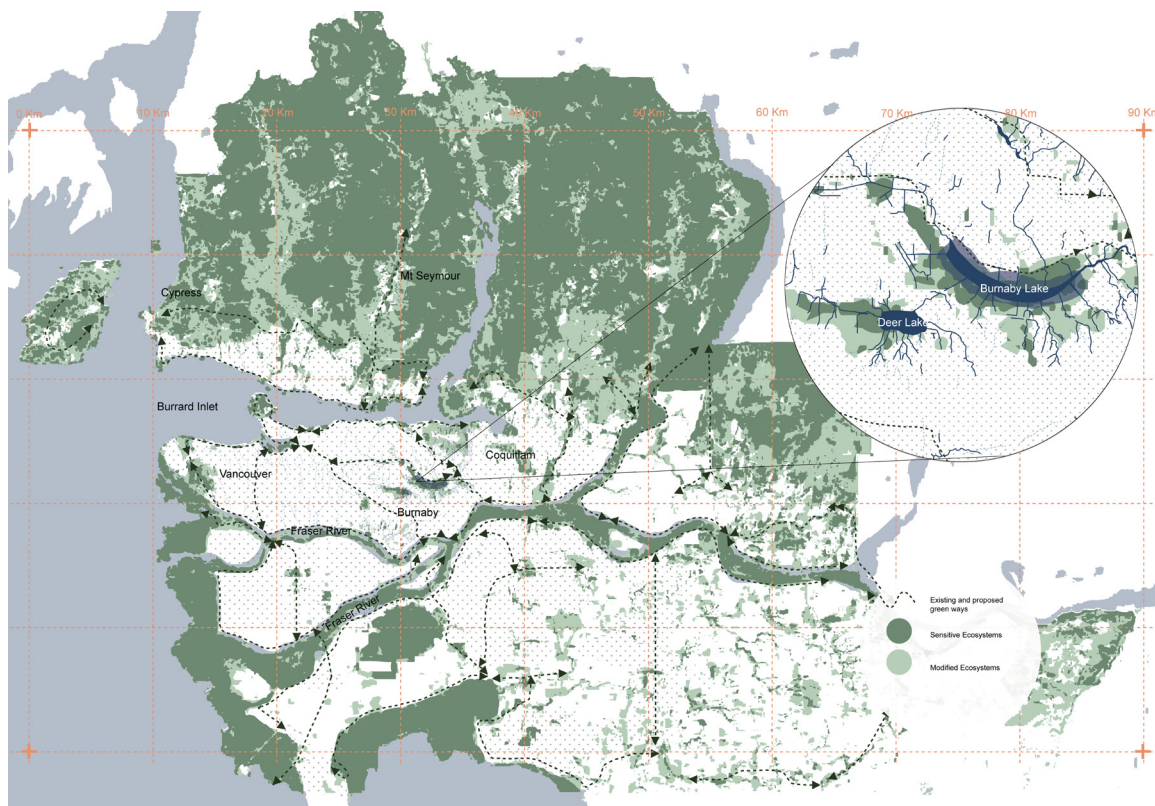 0 Km
10 Km
20 Km
30 Km
40 Km
50 Km
60 Km
70 Km
80 Km
90 Km
Mt Seymour
Cypress
Burnaby Lake
Deer Lake
Burrard Inlet
Coquitlam
Vancouver
Burnaby
Fraser River
Fraser River
Existing and proposed
green ways
Sensitive Ecosystems
Modified Ecosystems